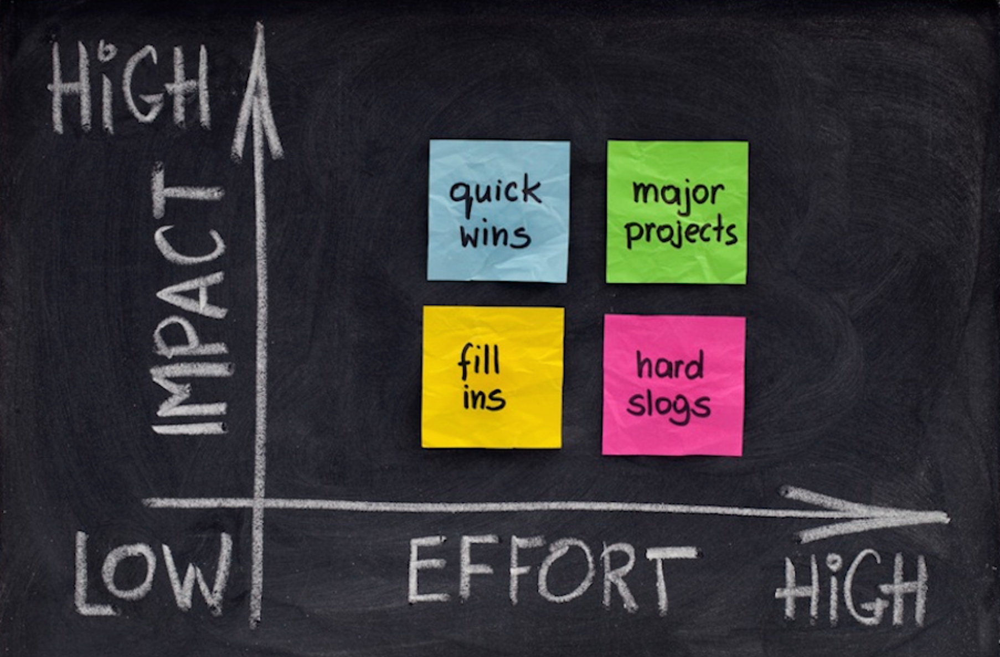 HiGH
IMPACT
quick
wins
major
projects
fill
ins
hard
slogs
LOW
EFFORT
HiGH